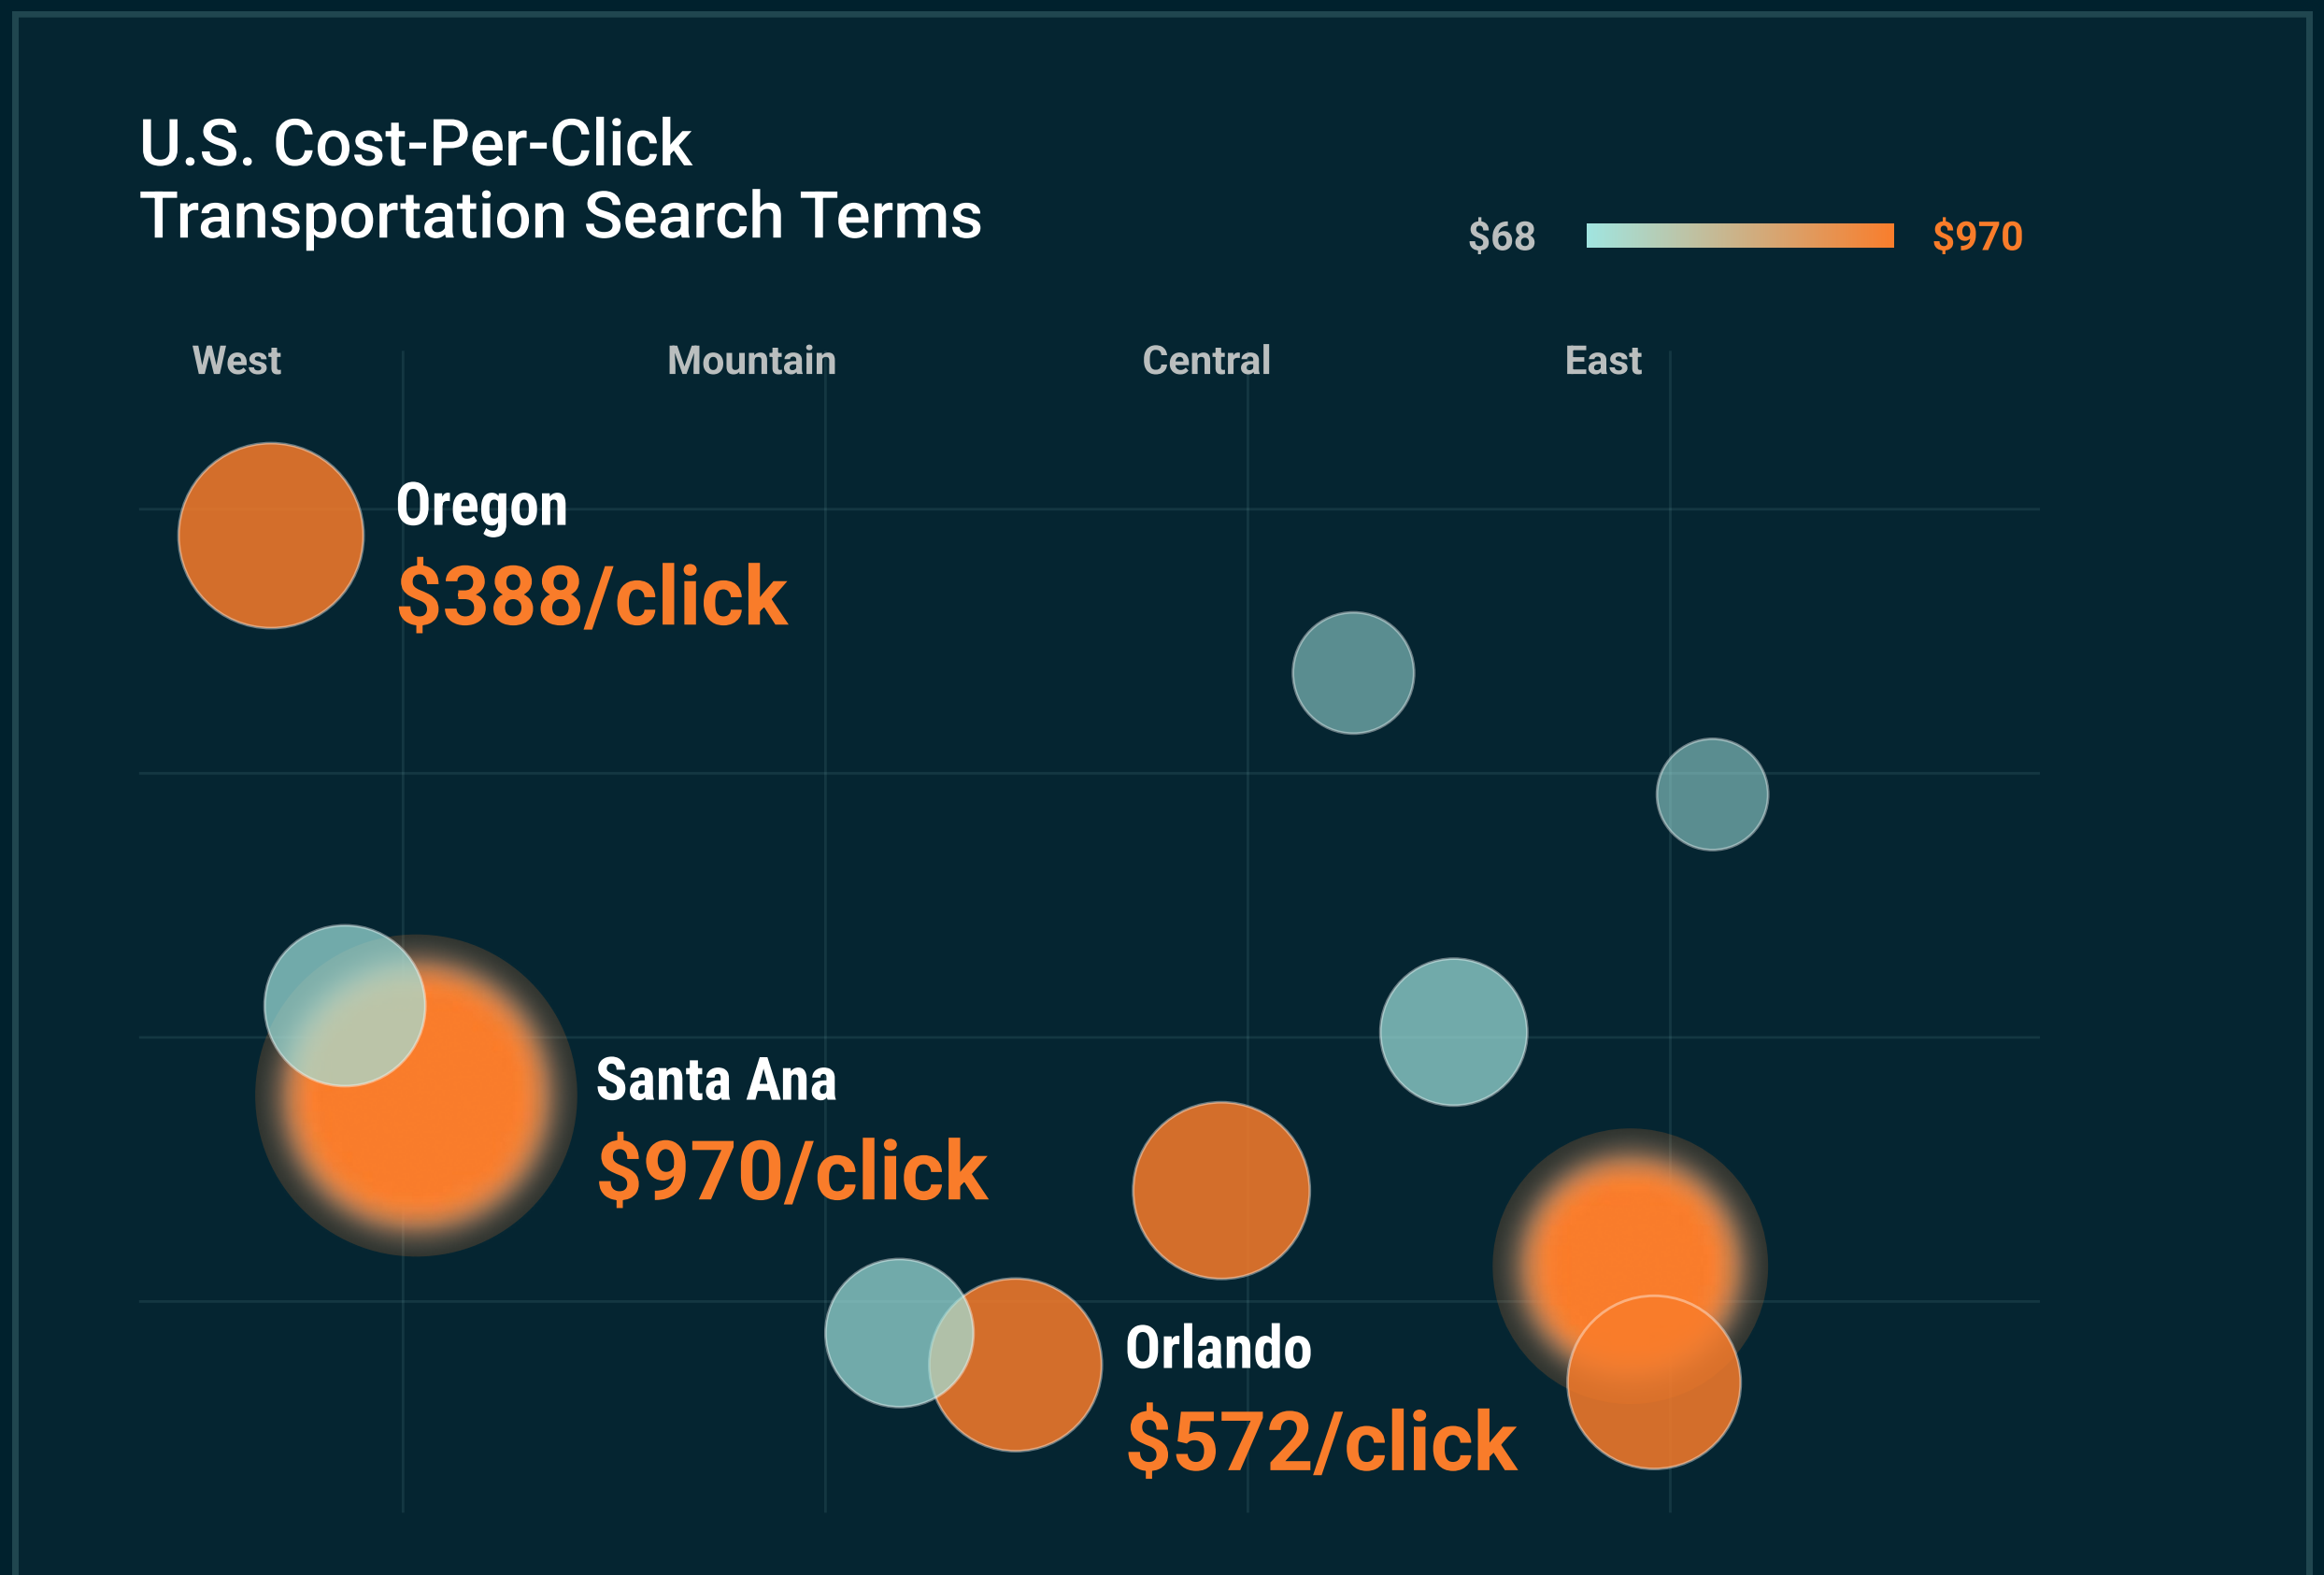 U.S. Cost-Per-Click
Transportation Search Terms
$68
$970
West
Mountain
Central
East
Oregon
$388/click
Santa Ana
$970/click
Orlando
$572/click